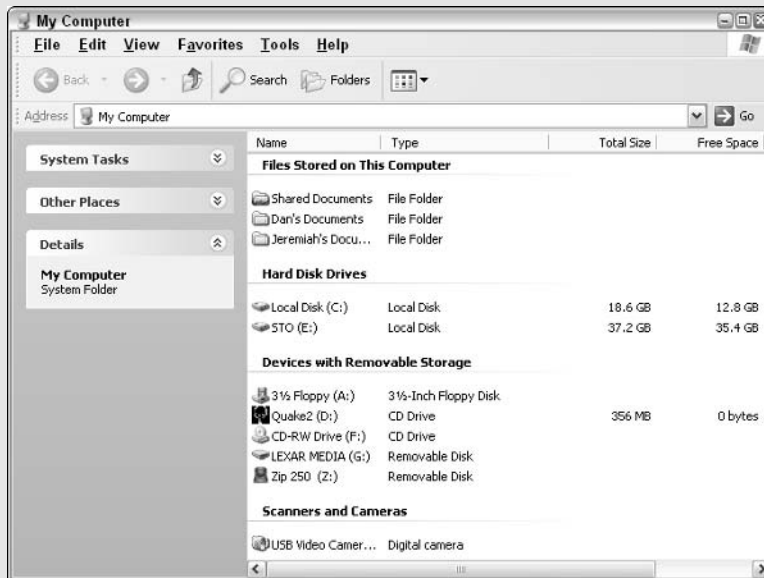 My Computer
File Edit View Favorites Tools Help
Back Search Folders
Address My Computer Go
System Tasks
Other Places
Details
My Computer
System Folder
Name Type Total Size Free Space
Files Stored on This Computer
Shared Documents File Folder
Dan's Documents File Folder
Jeremiah's Docu... File Folder
Hard Disk Drives
Local Disk (C:) Local Disk 18.6 GB 12.8 GB
STO (E:) Local Disk 37.2 GB 35.4 GB
Devices with Removable Storage
3½ Floppy (A:) 3½-Inch Floppy Disk
Quake2 (D:) CD Drive 356 MB 0 bytes
CD-RW Drive (F:) CD Drive
LEXAR MEDIA (G:) Removable Disk
Zip 250 (Z:) Removable Disk
Scanners and Cameras
USB Video Camer... Digital camera